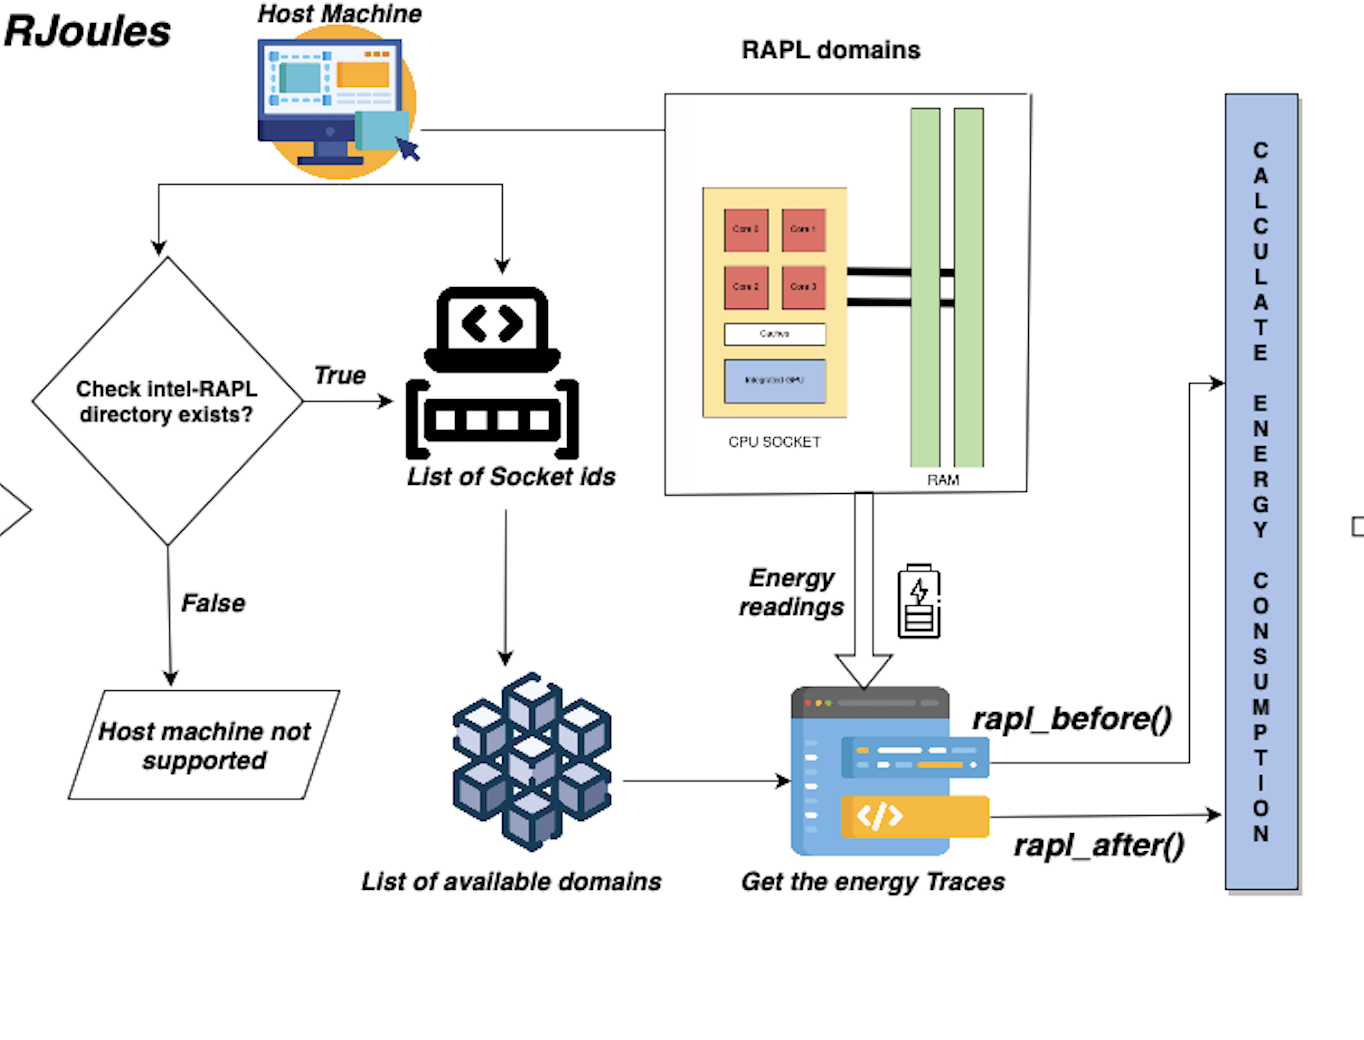 RJoules
Host Machine
RAPL domains
Core 0
Core 1
Core 2
Core 3
Caches
Integrated GPU
CPU SOCKET
RAM
Check intel-RAPL
directory exists?
True
False
List of Socket ids
Host machine not
supported
Energy
readings
List of available domains
Get the energy Traces
rapl_before()
</>
rapl_after()
CALCULATE ENERGY CONSUMPTION